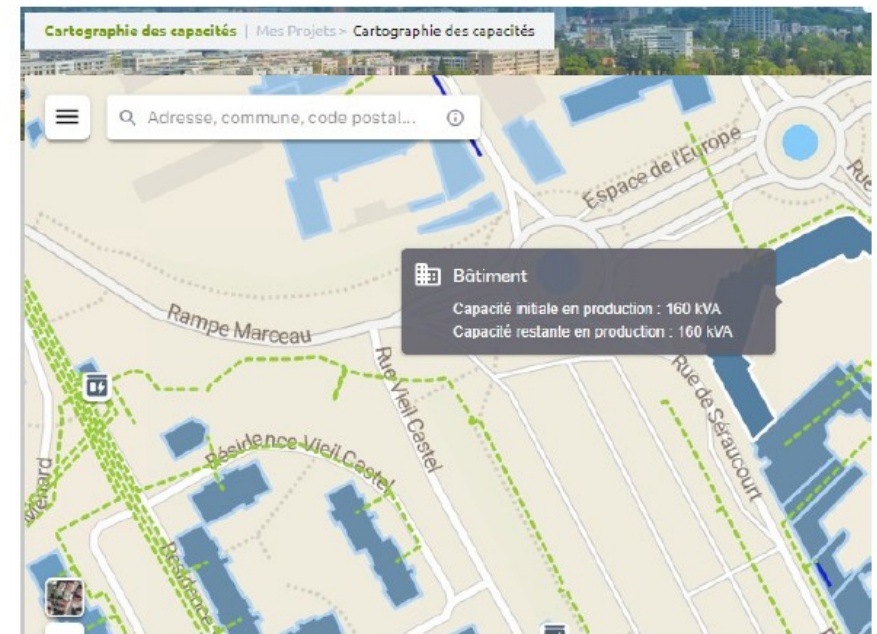 Cartographie des capacités | Mes Projets > Cartographie des capacités
Adresse, commune, code postal...
Espace de l'Europe
Rue
Bâtiment
Capacité initiale en production : 160 kVA
Capacité restante en production : 160 kVA
Rampe Marceau
Rue Vieil Castel
Rue de Séraucourt
Résidence Vieil Castel
Ménard
Résidence